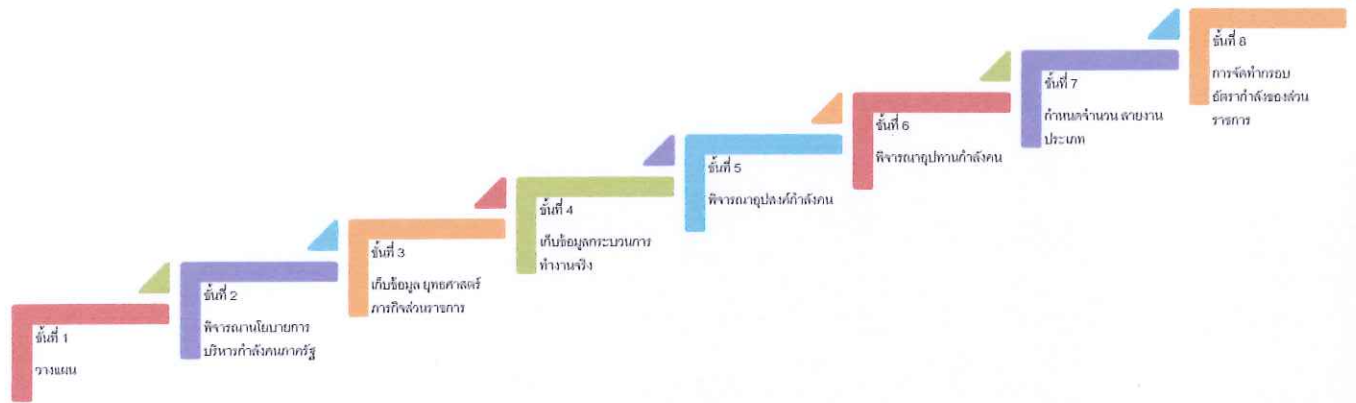 ขั้นที่ 1
วางแผน
ขั้นที่ 2
พิจารณานโยบายการ
บริหารกำลังคนภาครัฐ
ขั้นที่ 3
เก็บข้อมูล ยุทธศาสตร์
ภารกิจส่วนราชการ
ขั้นที่ 4
เก็บข้อมูลกระบวนการ
ทำงานจริง
ขั้นที่ 5
พิจารณาอุปสงค์กำลังคน
ขั้นที่ 6
พิจารณาอุปทานกำลังคน
ขั้นที่ 7
กำหนดจำนวน สายงาน
ประเภท
ขั้นที่ 8
การจัดทำกรอบ
อัตรากำลังของส่วน
ราชการ